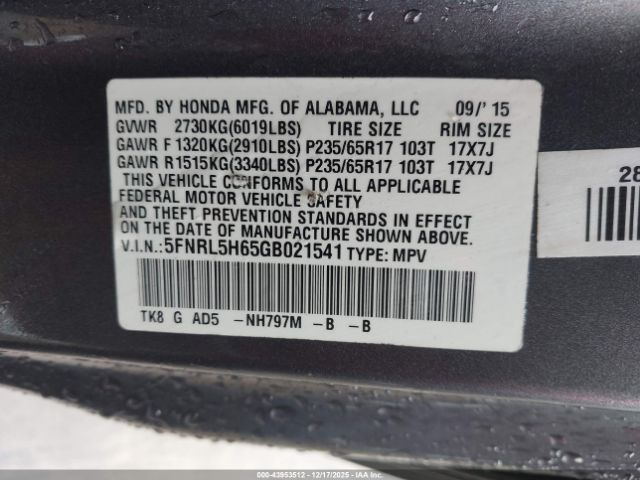 MFD. BY HONDA MFG. OF ALABAMA, LLC 09/'15
GVWR 2730KG(6019LBS) TIRE SIZE RIM SIZE
GAWR F 1320KG(2910LBS) P235/65R17 103T 17X7J
GAWR R1515KG(3340LBS) P235/65R17 103T 17X7J
THIS VEHICLE CONFORMS TO ALL APPLICABLE
FEDERAL MOTOR VEHICLE SAFETY
AND THEFT PREVENTION STANDARDS IN EFFECT
ON THE DATE OF MANUFACTURE SHOWN ABOVE.
V.I.N.: 5FNRL5H65GB021541 TYPE: MPV
TK8 G AD5 -NH797M -B -B
28
000-43953512 - 12/17/2025 - IAAI.COM